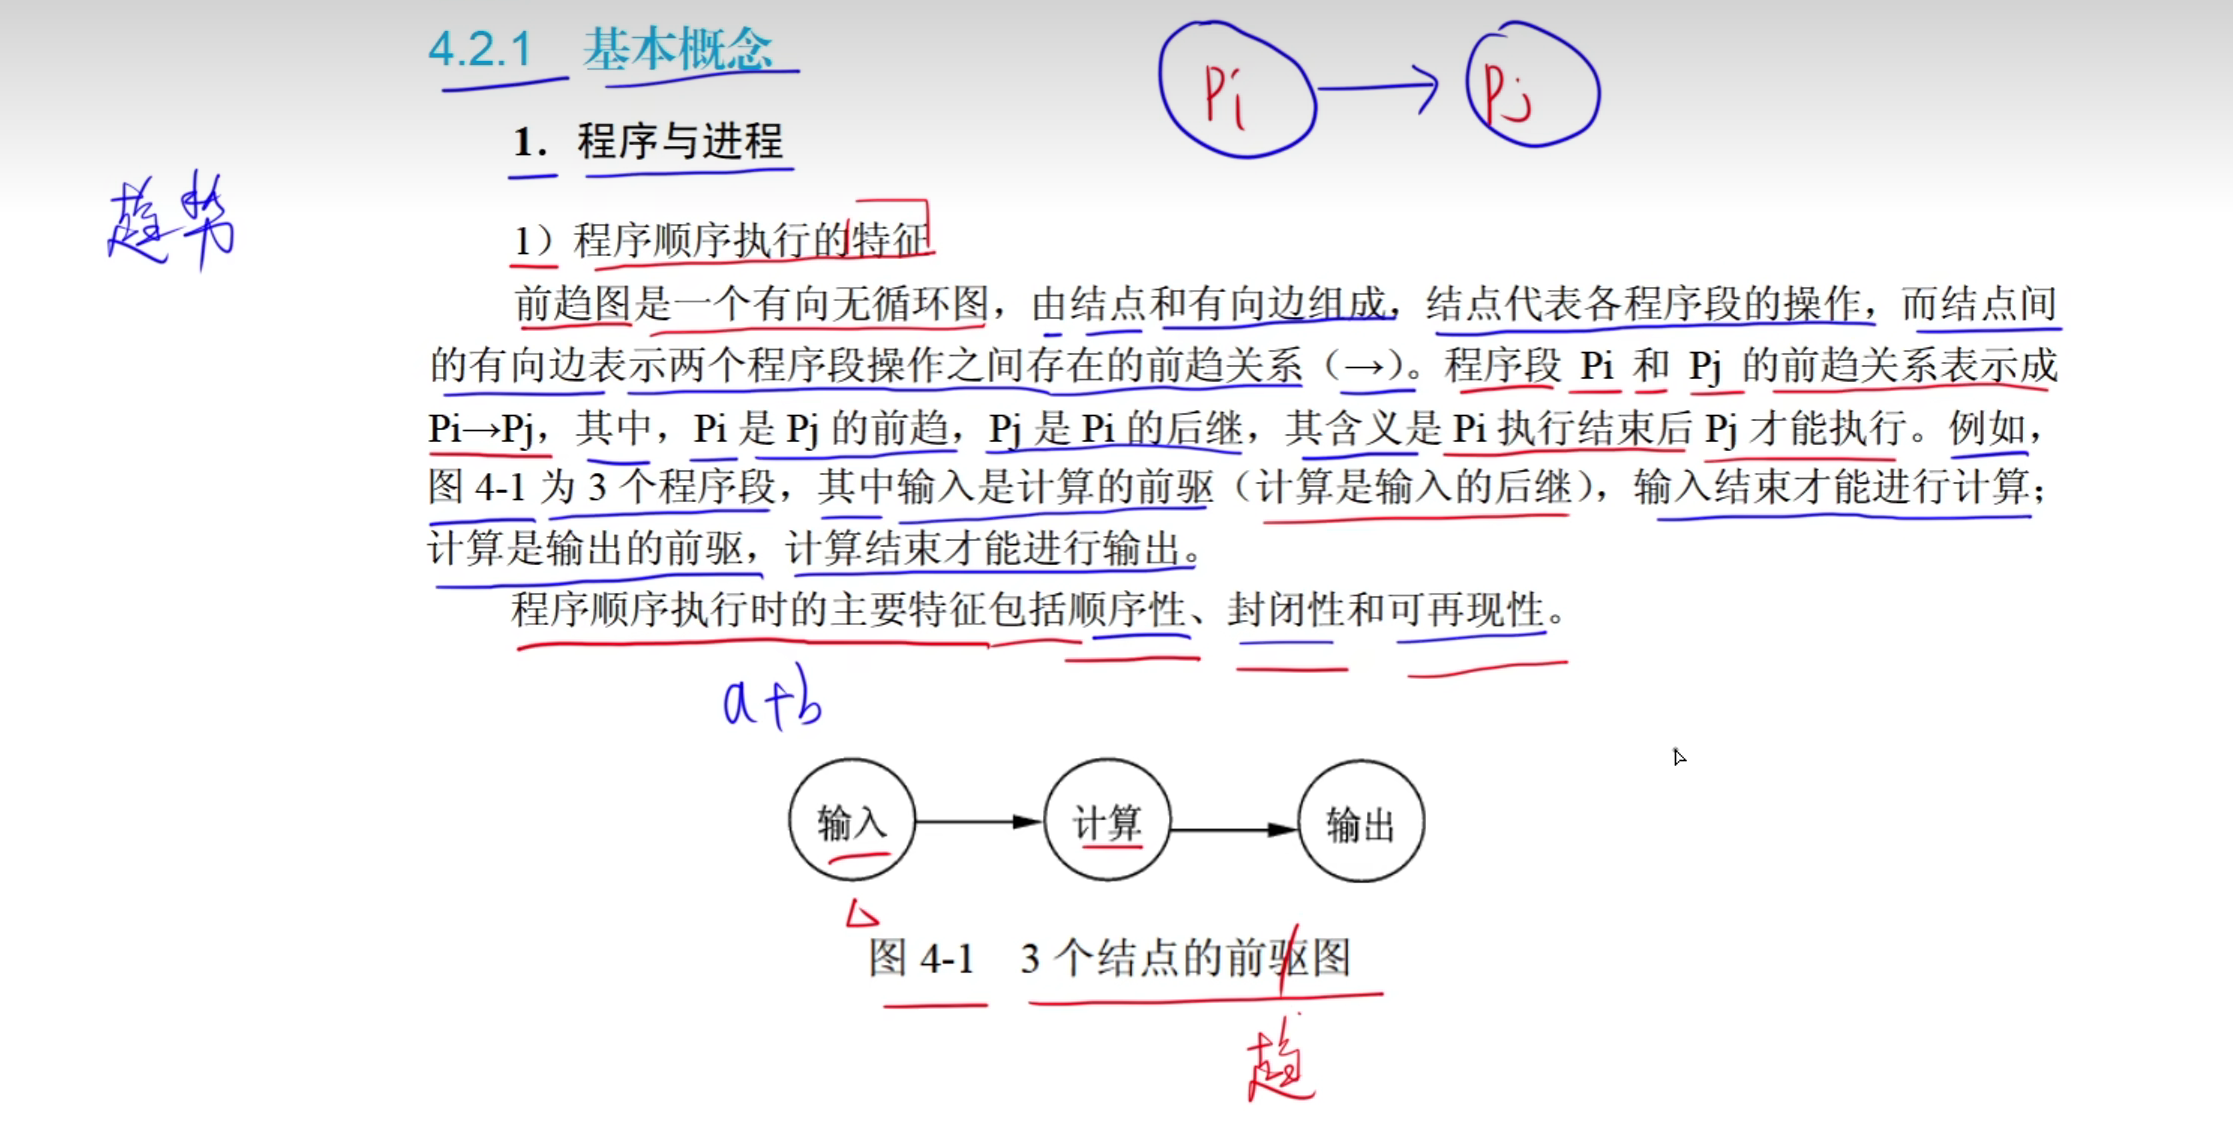 4.2.1 基本概念
Pi → Pj
1. 程序与进程
趋势
1）程序顺序执行的特征
前趋图是一个有向无循环图，由结点和有向边组成，结点代表各程序段的操作，而结点间
的有向边表示两个程序段操作之间存在的前趋关系（→）。程序段 Pi 和 Pj 的前趋关系表示成
Pi→Pj，其中，Pi 是 Pj 的前趋，Pj 是 Pi 的后继，其含义是 Pi 执行结束后 Pj 才能执行。例如，
图 4-1 为 3 个程序段，其中输入是计算的前驱（计算是输入的后继），输入结束才能进行计算；
计算是输出的前驱，计算结束才能进行输出。
程序顺序执行时的主要特征包括顺序性、封闭性和可再现性。
a+b
输入 计算 输出
图 4-1 3 个结点的前驱图
趋